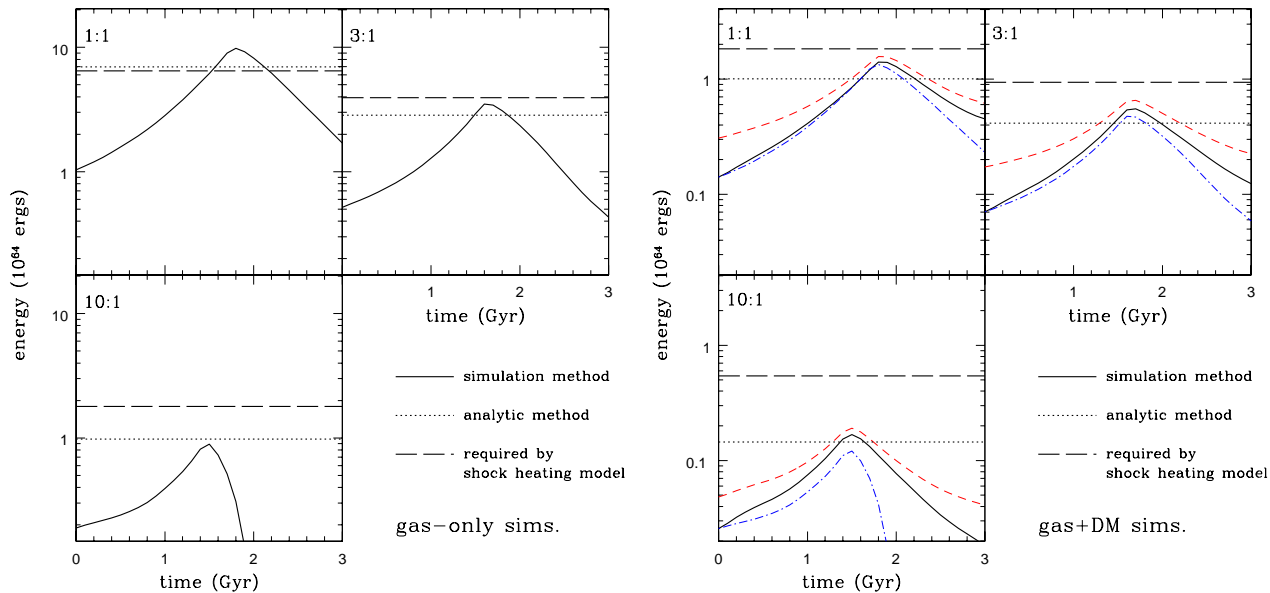 1:1
3:1
10
1
10:1
10
1
energy (10⁶⁴ ergs)
0
1
2
3
time (Gyr)
1
2
3
time (Gyr)
simulation method
analytic method
required by
shock heating model
gas-only sims.
1:1
3:1
1
0.1
10:1
1
0.1
energy (10⁶⁴ ergs)
0
1
2
3
time (Gyr)
1
2
3
time (Gyr)
simulation method
analytic method
required by
shock heating model
gas+DM sims.